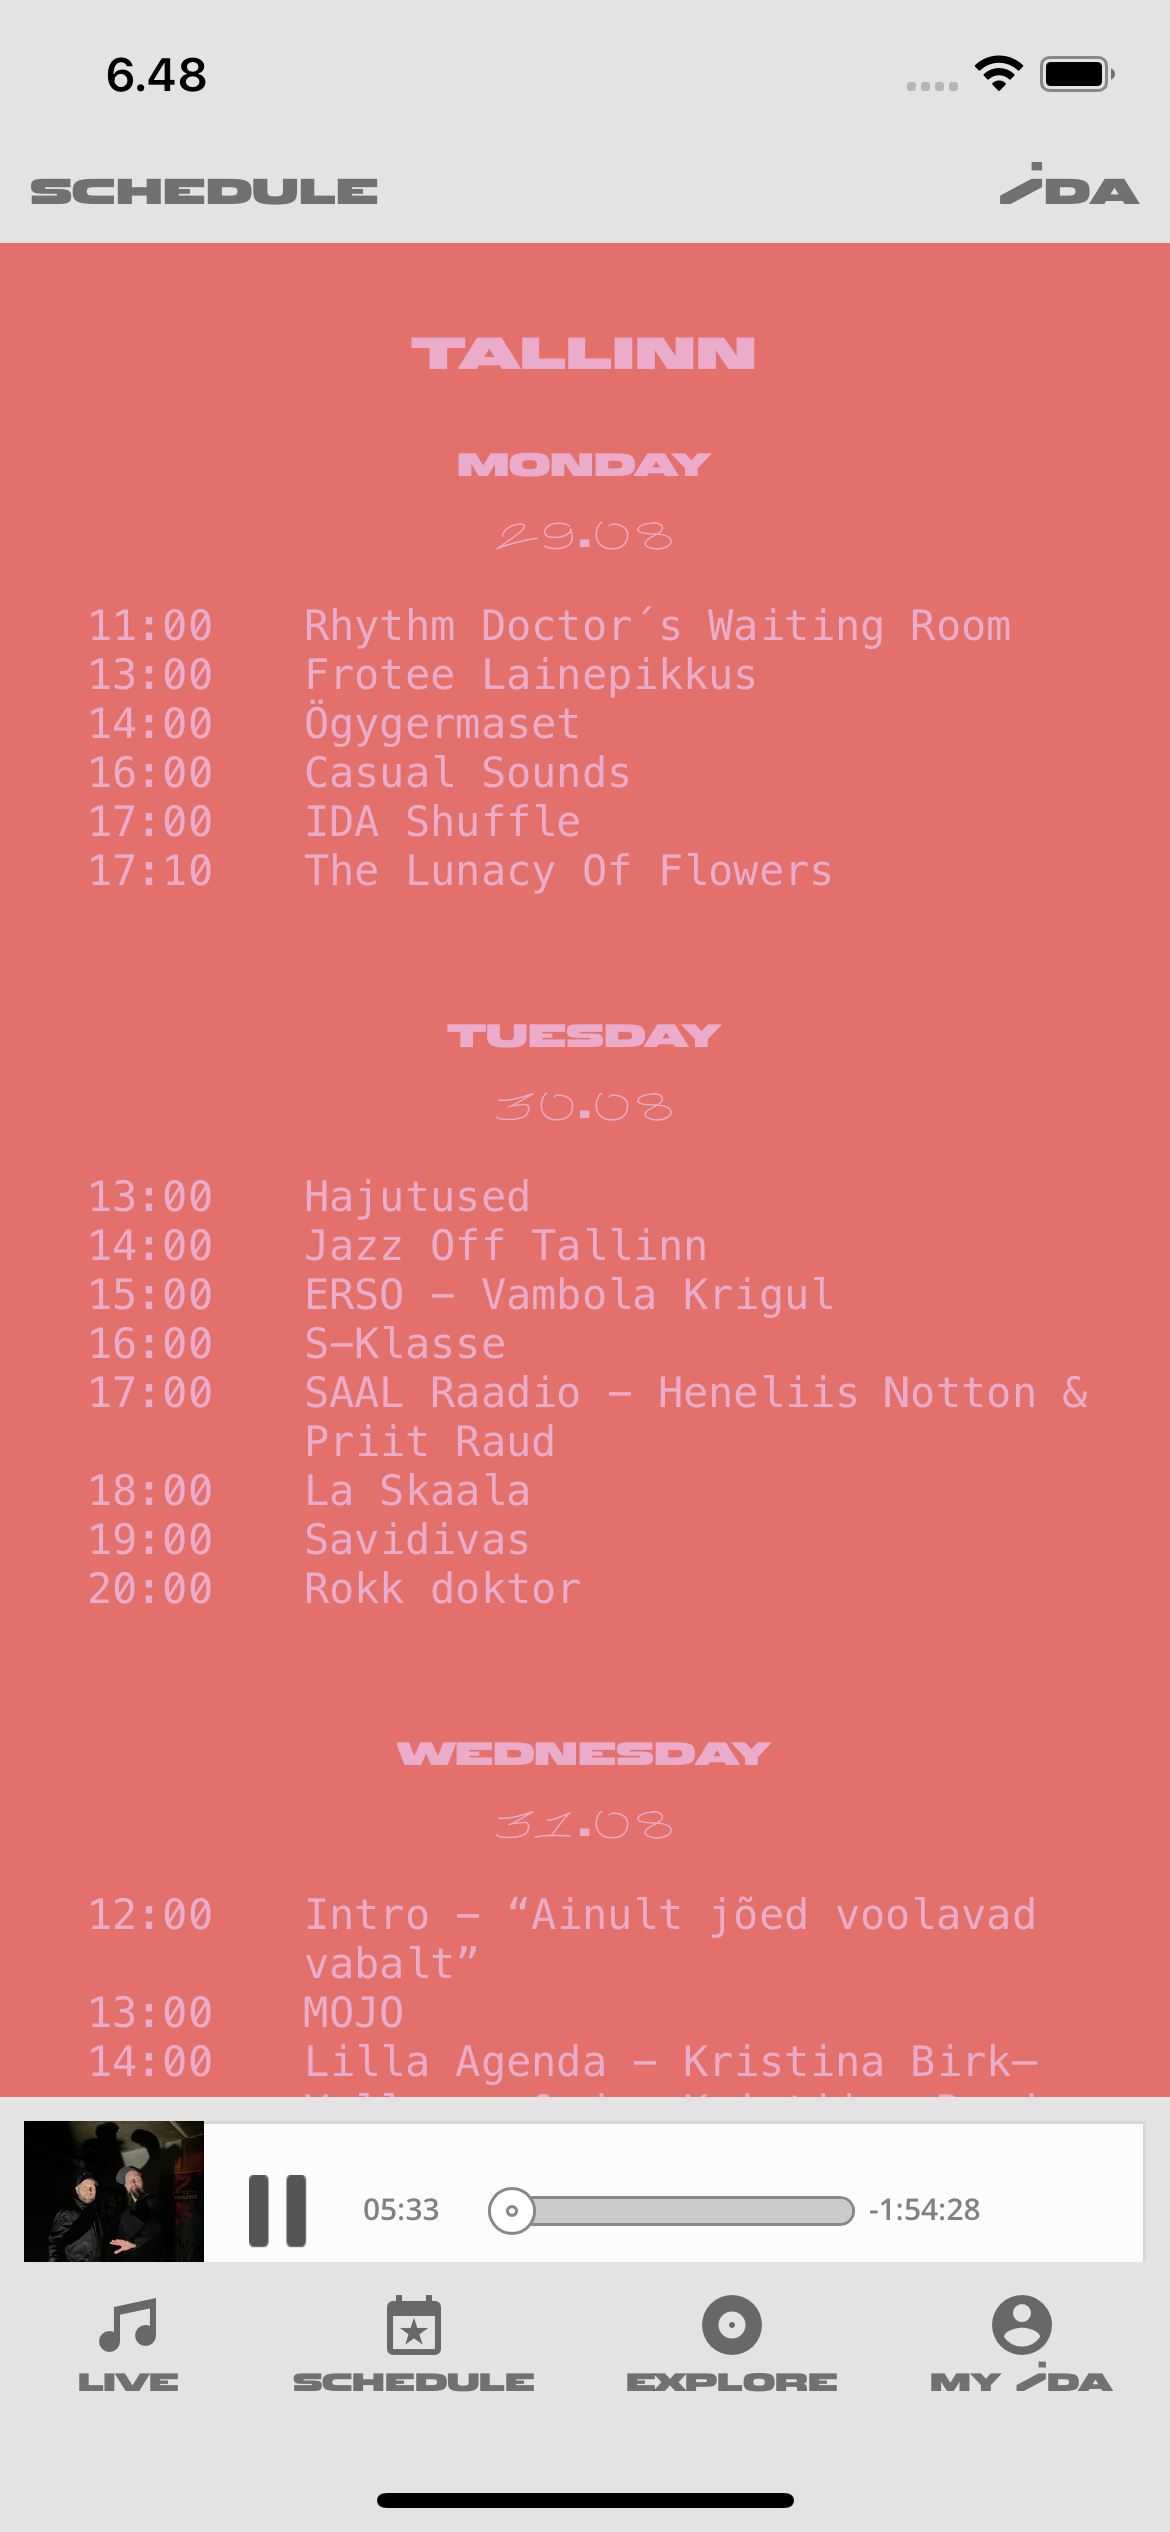 6.48
SCHEDULE
iDA
TALLINN
MONDAY
29.08
11:00 Rhythm Doctor´s Waiting Room
13:00 Frotee Lainepikkus
14:00 Ögygermaset
16:00 Casual Sounds
17:00 IDA Shuffle
17:10 The Lunacy Of Flowers
TUESDAY
30.08
13:00 Hajutused
14:00 Jazz Off Tallinn
15:00 ERSO – Vambola Krigul
16:00 S–Klasse
17:00 SAAL Raadio – Heneliis Notton &
Priit Raud
18:00 La Skaala
19:00 Savidivas
20:00 Rokk doktor
WEDNESDAY
31.08
12:00 Intro – “Ainult jõed voolavad
vabalt”
13:00 MOJO
14:00 Lilla Agenda – Kristina Birk–
05:33
-1:54:28
LIVE
SCHEDULE
EXPLORE
MY iDA